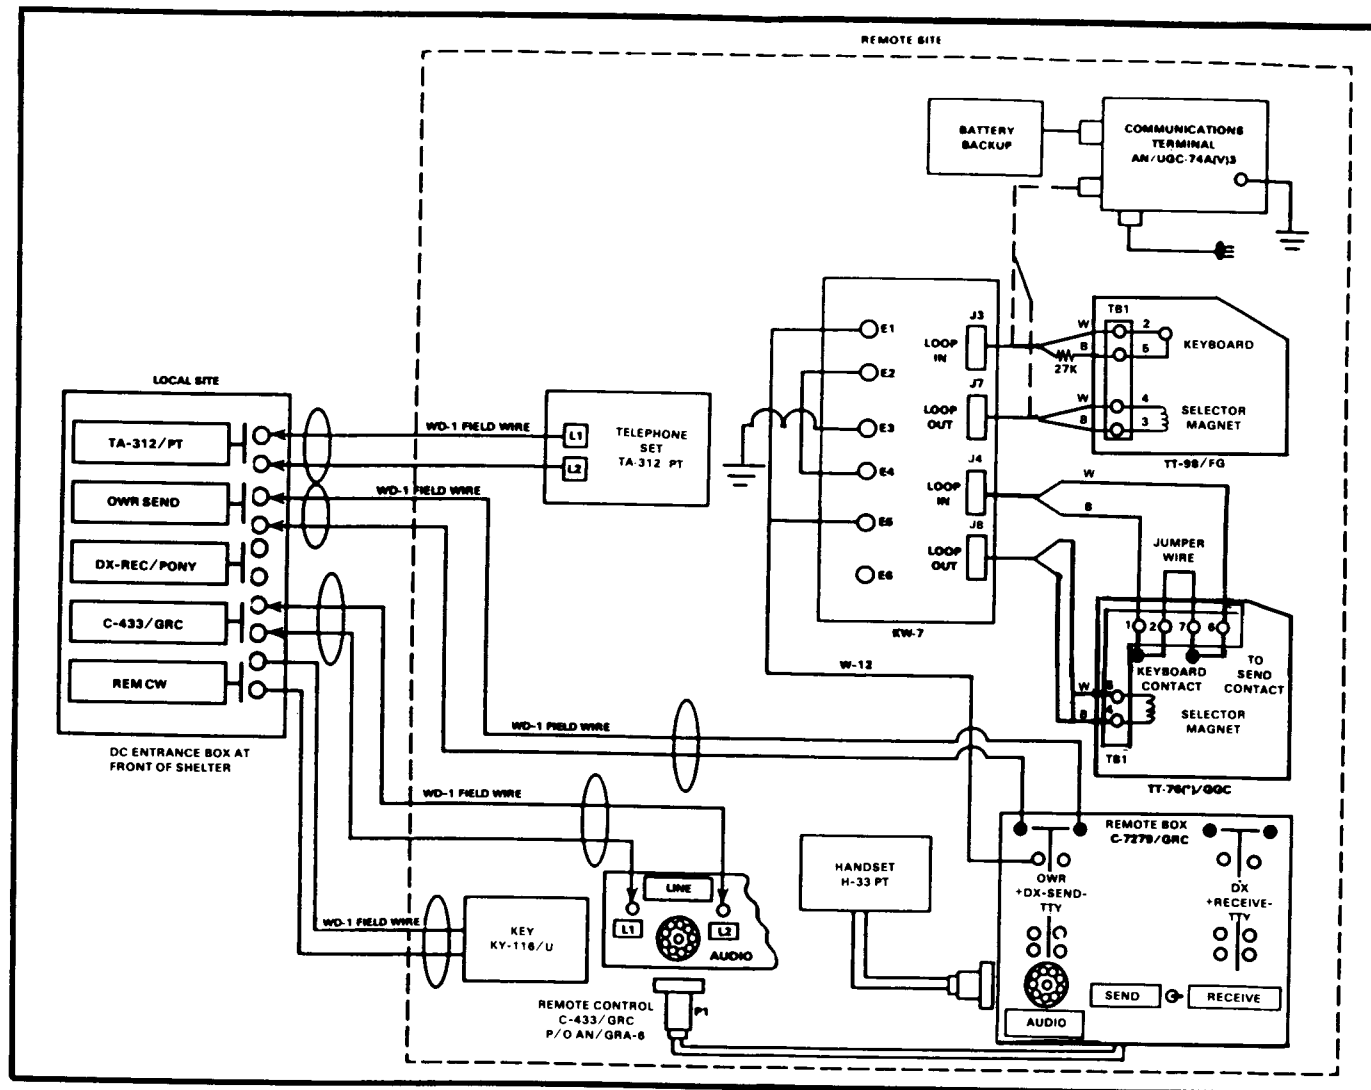 REMOTE SITE
BATTERY
BACKUP
COMMUNICATIONS
TERMINAL
AN/UGC-74A(V)3
LOCAL SITE
TA-312/PT
OWR SEND
DX-REC/PONY
C-433/GRC
REM CW
DC ENTRANCE BOX AT
FRONT OF SHELTER
WD-1 FIELD WIRE
WD-1 FIELD WIRE
L1
L2
TELEPHONE
SET
TA-312 PT
E1
E2
E3
E4
E5
E6
J3
LOOP
IN
J7
LOOP
OUT
J4
LOOP
IN
J8
LOOP
OUT
KW-7
W
B
27K
W
B
TB1
2
5
KEYBOARD
4
3
SELECTOR
MAGNET
TT-98/FG
W
B
JUMPER
WIRE
1
2
7
6
KEYBOARD
CONTACT
TO
SEND
CONTACT
W
B
5
4
SELECTOR
MAGNET
TB1
TT-76(*)/GGC
W-12
WD-1 FIELD WIRE
WD-1 FIELD WIRE
WD-1 FIELD WIRE
KEY
KY-116/U
LINE
L1
L2
AUDIO
REMOTE CONTROL
C-433/GRC
P/O AN/GRA-6
P1
HANDSET
H-33 PT
REMOTE BOX
C-7279/GRC
OWR
+DX-SEND-
TTY
DX
+RECEIVE-
TTY
SEND
RECEIVE
AUDIO